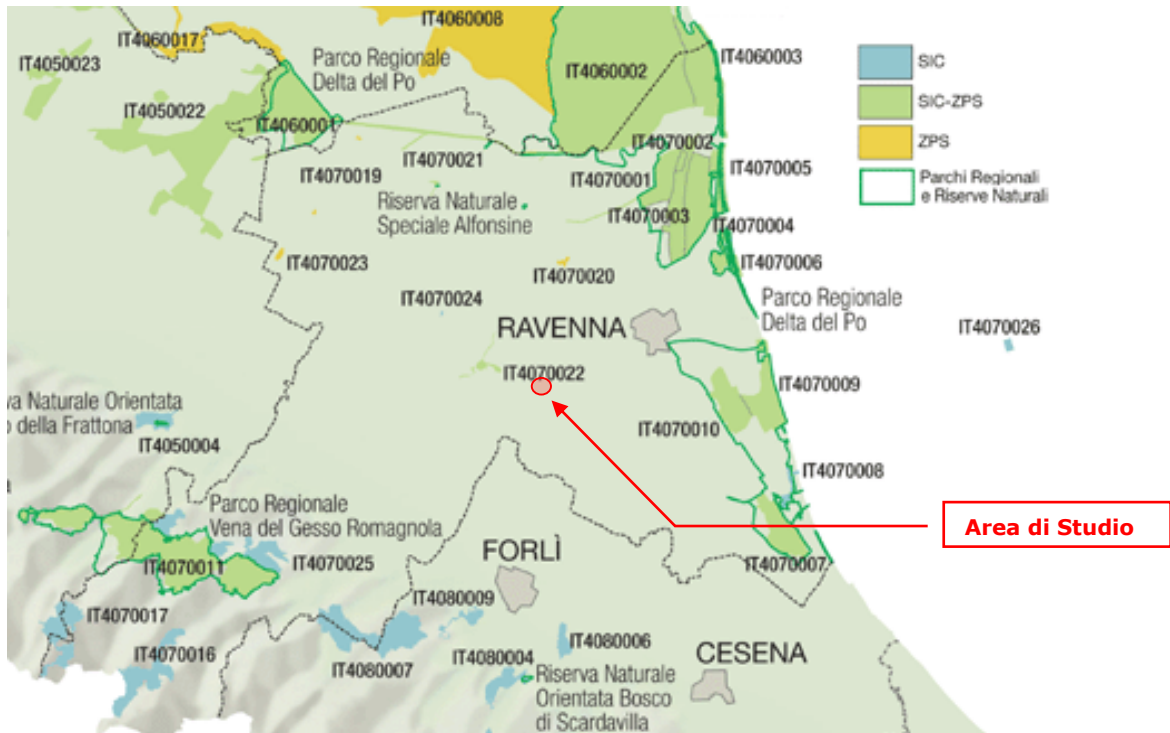 IT4060008
IT4060017
IT4050023
Parco Regionale
Delta del Po
IT4060002
IT4060003
SIC
SIC-ZPS
ZPS
Parchi Regionali
e Riserve Naturali
IT4050022
IT4060001
IT4070019
IT4070021
IT4070002
IT4070001
IT4070005
Riserva Naturale
Speciale Alfonsine
IT4070003
IT4070004
IT4070023
IT4070020
IT4070006
IT4070024
Parco Regionale
Delta del Po
RAVENNA
IT4070026
IT4070022
IT4070009
va Naturale Orientata
o della Frattona
IT4050004
IT4070010
IT4070008
Parco Regionale
Vena del Gesso Romagnola
Area di Studio
FORLÌ
IT4070011
IT4070025
IT4070007
IT4070017
IT4080009
IT4070016
IT4080007
IT4080004
IT4080006
CESENA
Riserva Naturale
Orientata Bosco
di Scardavilla